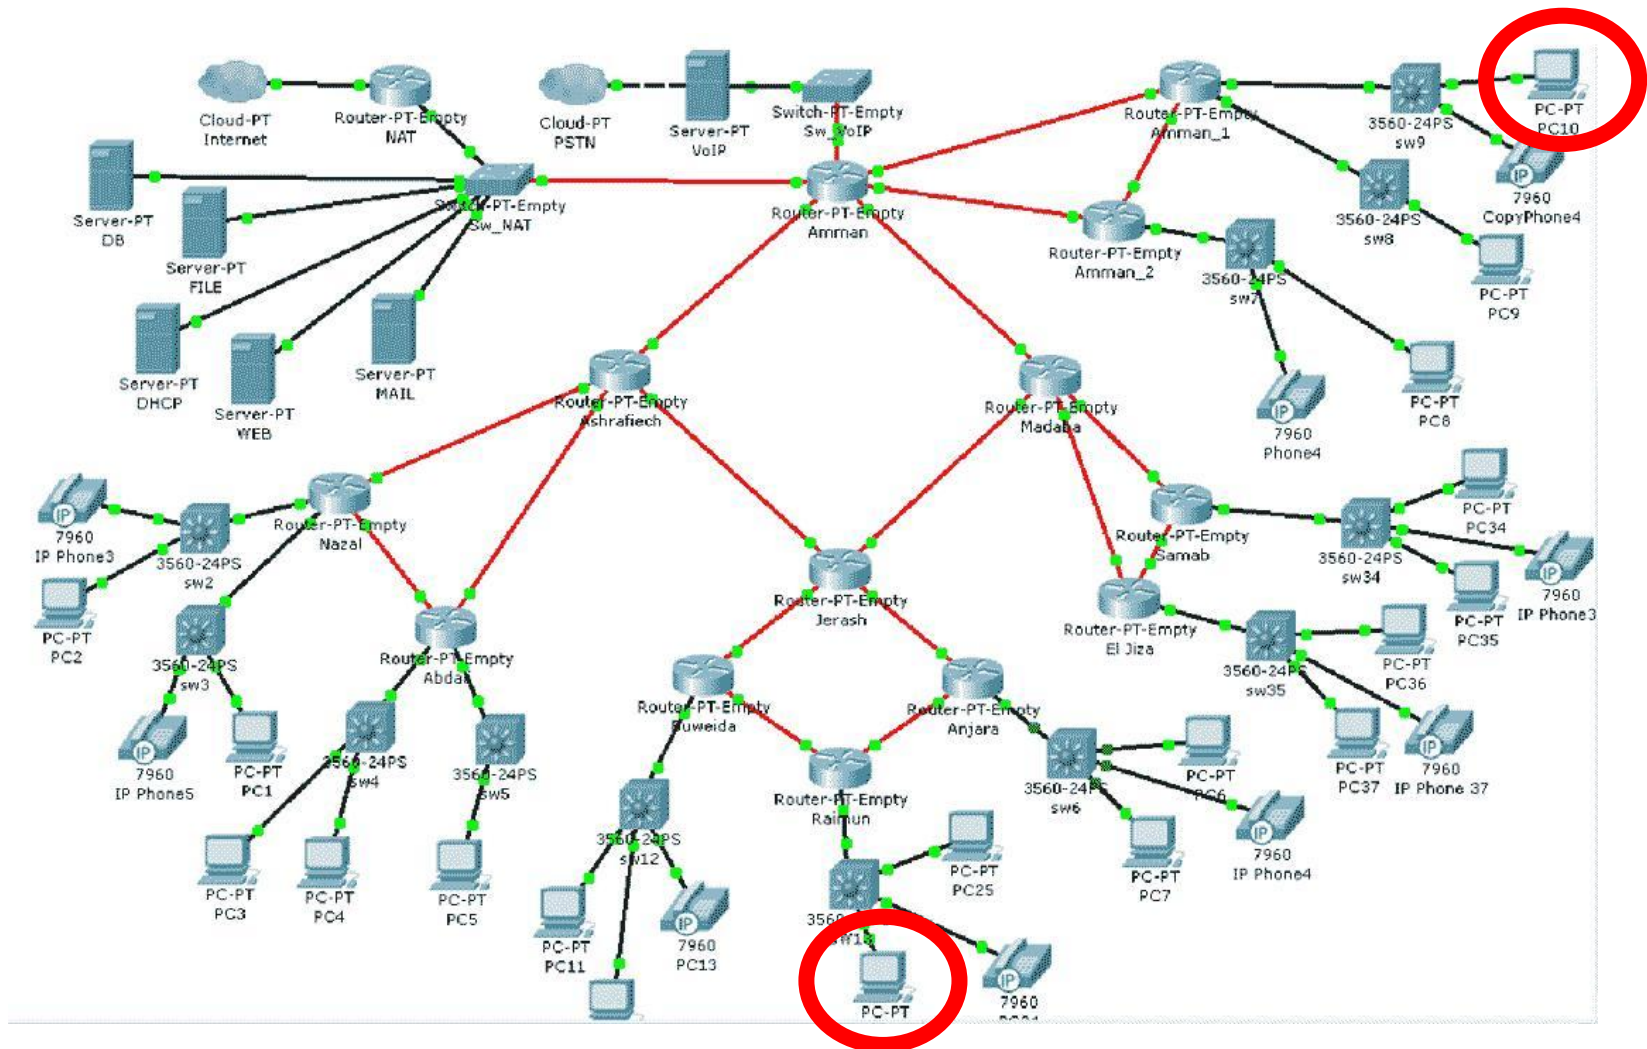 Cloud-PT
Internet
Router-PT-Empty
NAT
Cloud-PT
PSTN
Server-PT
VoIP
Switch-PT-Empty
Sw_VoIP
Router-PT-Empty
Amman_1
3560-24PS
sw9
PC-PT
PC10
7960
CopyPhone4
Server-PT
DB
Switch-PT-Empty
Sw_NAT
Router-PT-Empty
Amman
Router-PT-Empty
Amman_2
3560-24PS
sw8
3560-24PS
sw7
PC-PT
PC9
Server-PT
FILE
Server-PT
DHCP
Server-PT
WEB
Server-PT
MAIL
Router-PT-Empty
Ashrafiech
Router-PT-Empty
Madaba
IP
7960
Phone4
PC-PT
PC8
IP
7960
IP Phone3
3560-24PS
sw2
Router-PT-Empty
Nazal
Router-PT-Empty
Samab
3560-24PS
sw34
PC-PT
PC34
IP
7960
IP Phone3
PC-PT
PC35
PC-PT
PC2
3560-24PS
sw3
Router-PT-Empty
Router-PT-Empty
Jerash
Router-PT-Empty
El Jiza
3560-24PS
sw35
PC-PT
PC36
IP
7960
IP Phone5
PC-PT
PC1
3560-24PS
sw4
3560-24PS
sw5
Router-PT-Empty
Router-PT-Empty
Anjara
PC-PT
PC37
IP
7960
IP Phone 37
Router-PT-Empty
Raimun
3560-24PS
sw6
PC-PT
PC6
IP
7960
IP Phone4
PC-PT
PC7
PC-PT
PC3
PC-PT
PC4
PC-PT
PC5
3560-24PS
sw12
PC-PT
PC25
PC-PT
PC11
IP
7960
PC13
PC-PT
IP
7960